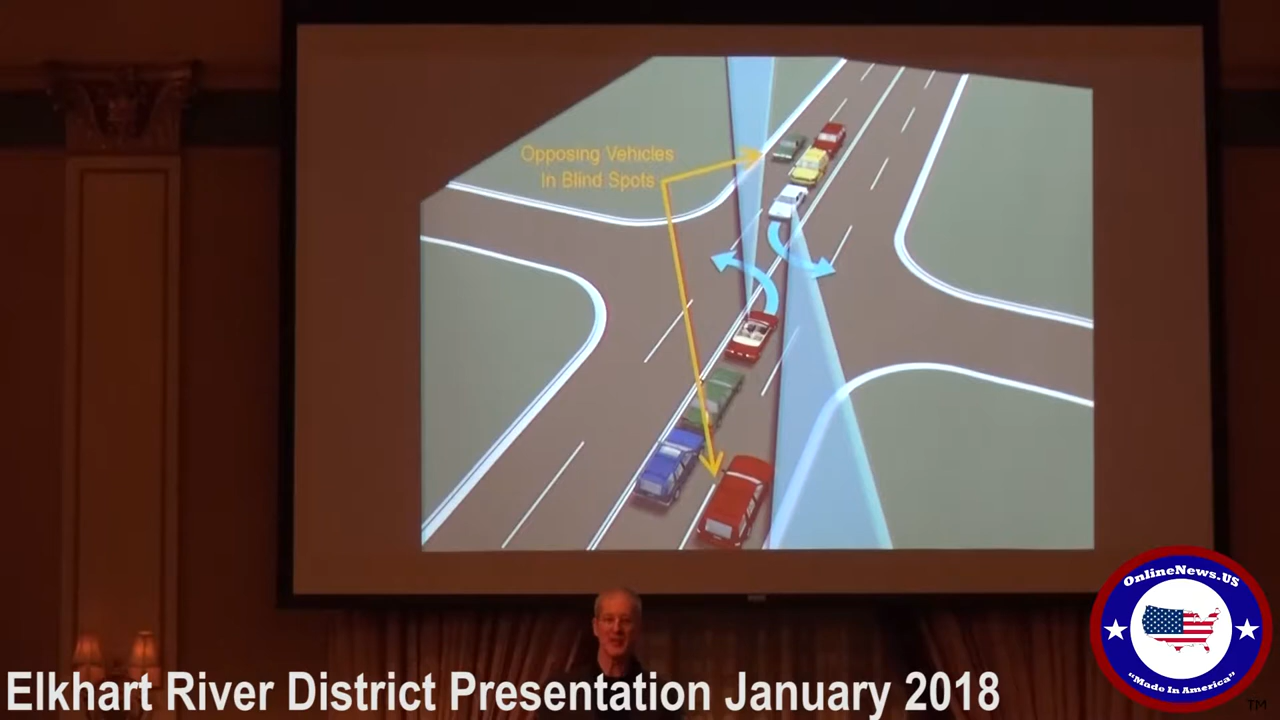 Opposing Vehicles
In Blind Spots
OnlineNews.US
"Made In America"
Elkhart River District Presentation January 2018
TM